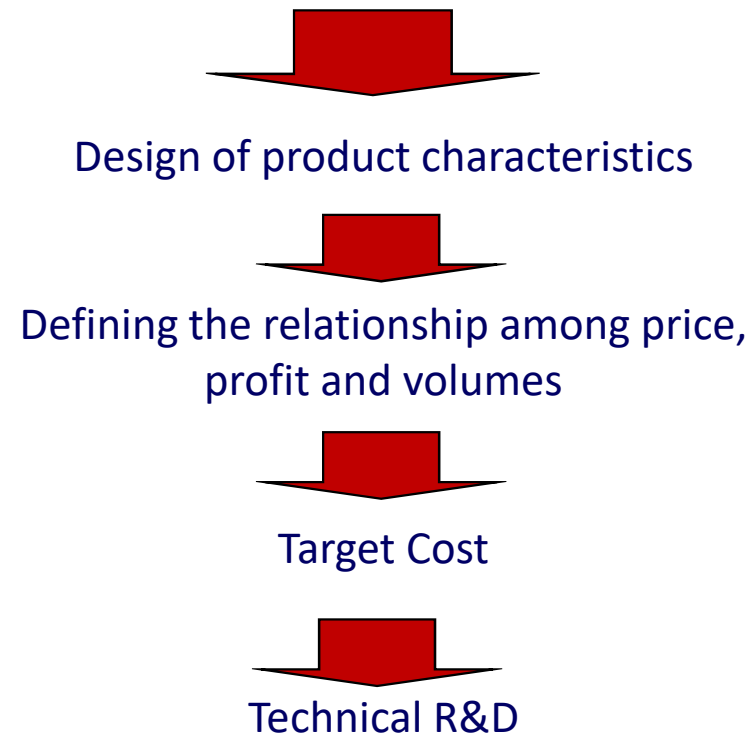 Design of product characteristics
Defining the relationship among price,
profit and volumes
Target Cost
Technical R&D